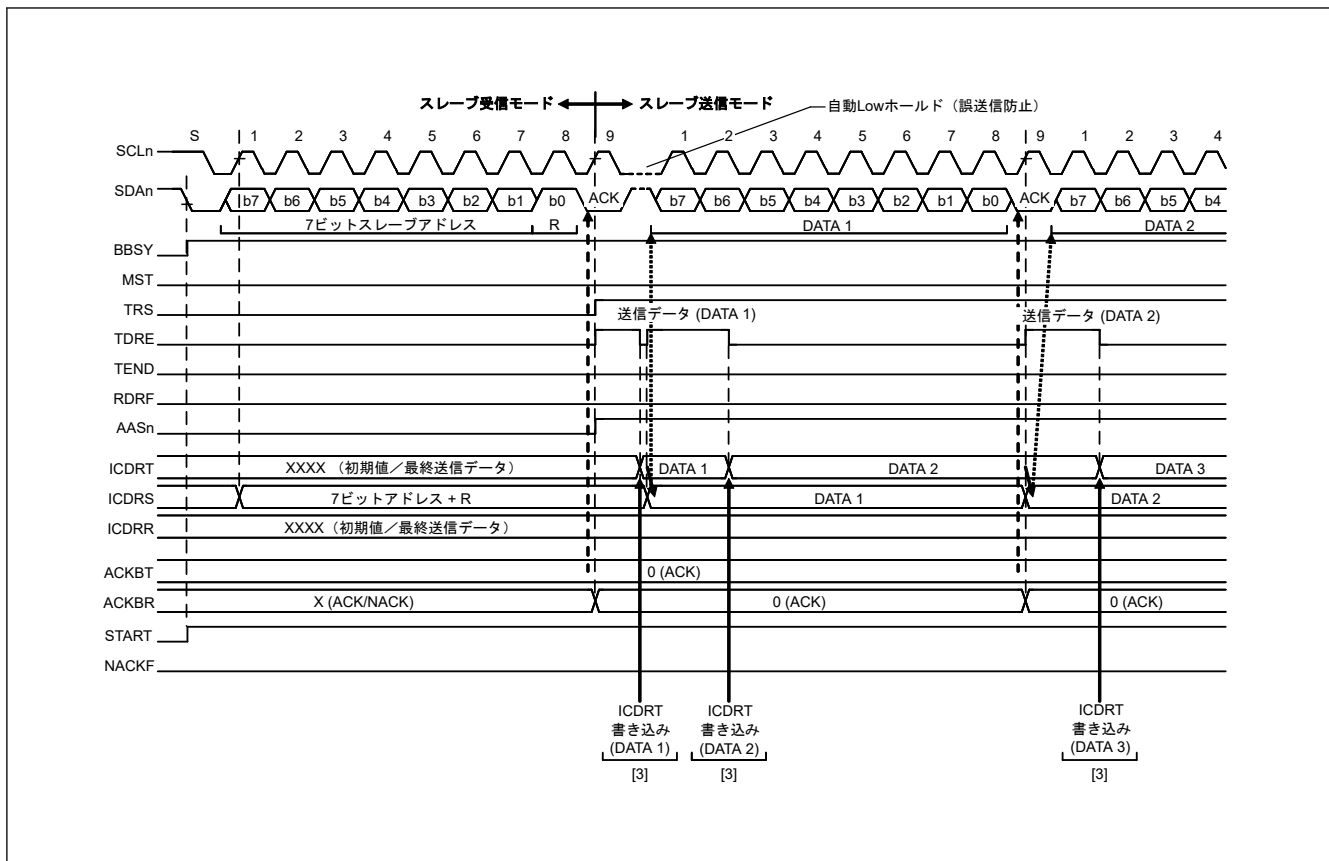 スレーブ受信モード スレーブ送信モード
自動Lowホールド（誤送信防止）
S 1 2 3 4 5 6 7 8 9 1 2 3 4 5 6 7 8 9 1 2 3 4
SCLn
SDAn b7 b6 b5 b4 b3 b2 b1 b0 ACK b7 b6 b5 b4 b3 b2 b1 b0 ACK b7 b6 b5 b4
7ビットスレーブアドレス R DATA 1 DATA 2
BBSY
MST
TRS
送信データ (DATA 1) 送信データ (DATA 2)
TDRE
TEND
RDRF
AASn
ICDRT XXXX （初期値／最終送信データ） DATA 1 DATA 2 DATA 3
ICDRS 7ビットアドレス + R DATA 1 DATA 2
ICDRR XXXX（初期値／最終送信データ）
ACKBT 0 (ACK)
ACKBR X (ACK/NACK) 0 (ACK) 0 (ACK)
START
NACKF
ICDRT ICDRT ICDRT
書き込み 書き込み 書き込み
(DATA 1) (DATA 2) (DATA 3)
[3] [3] [3]